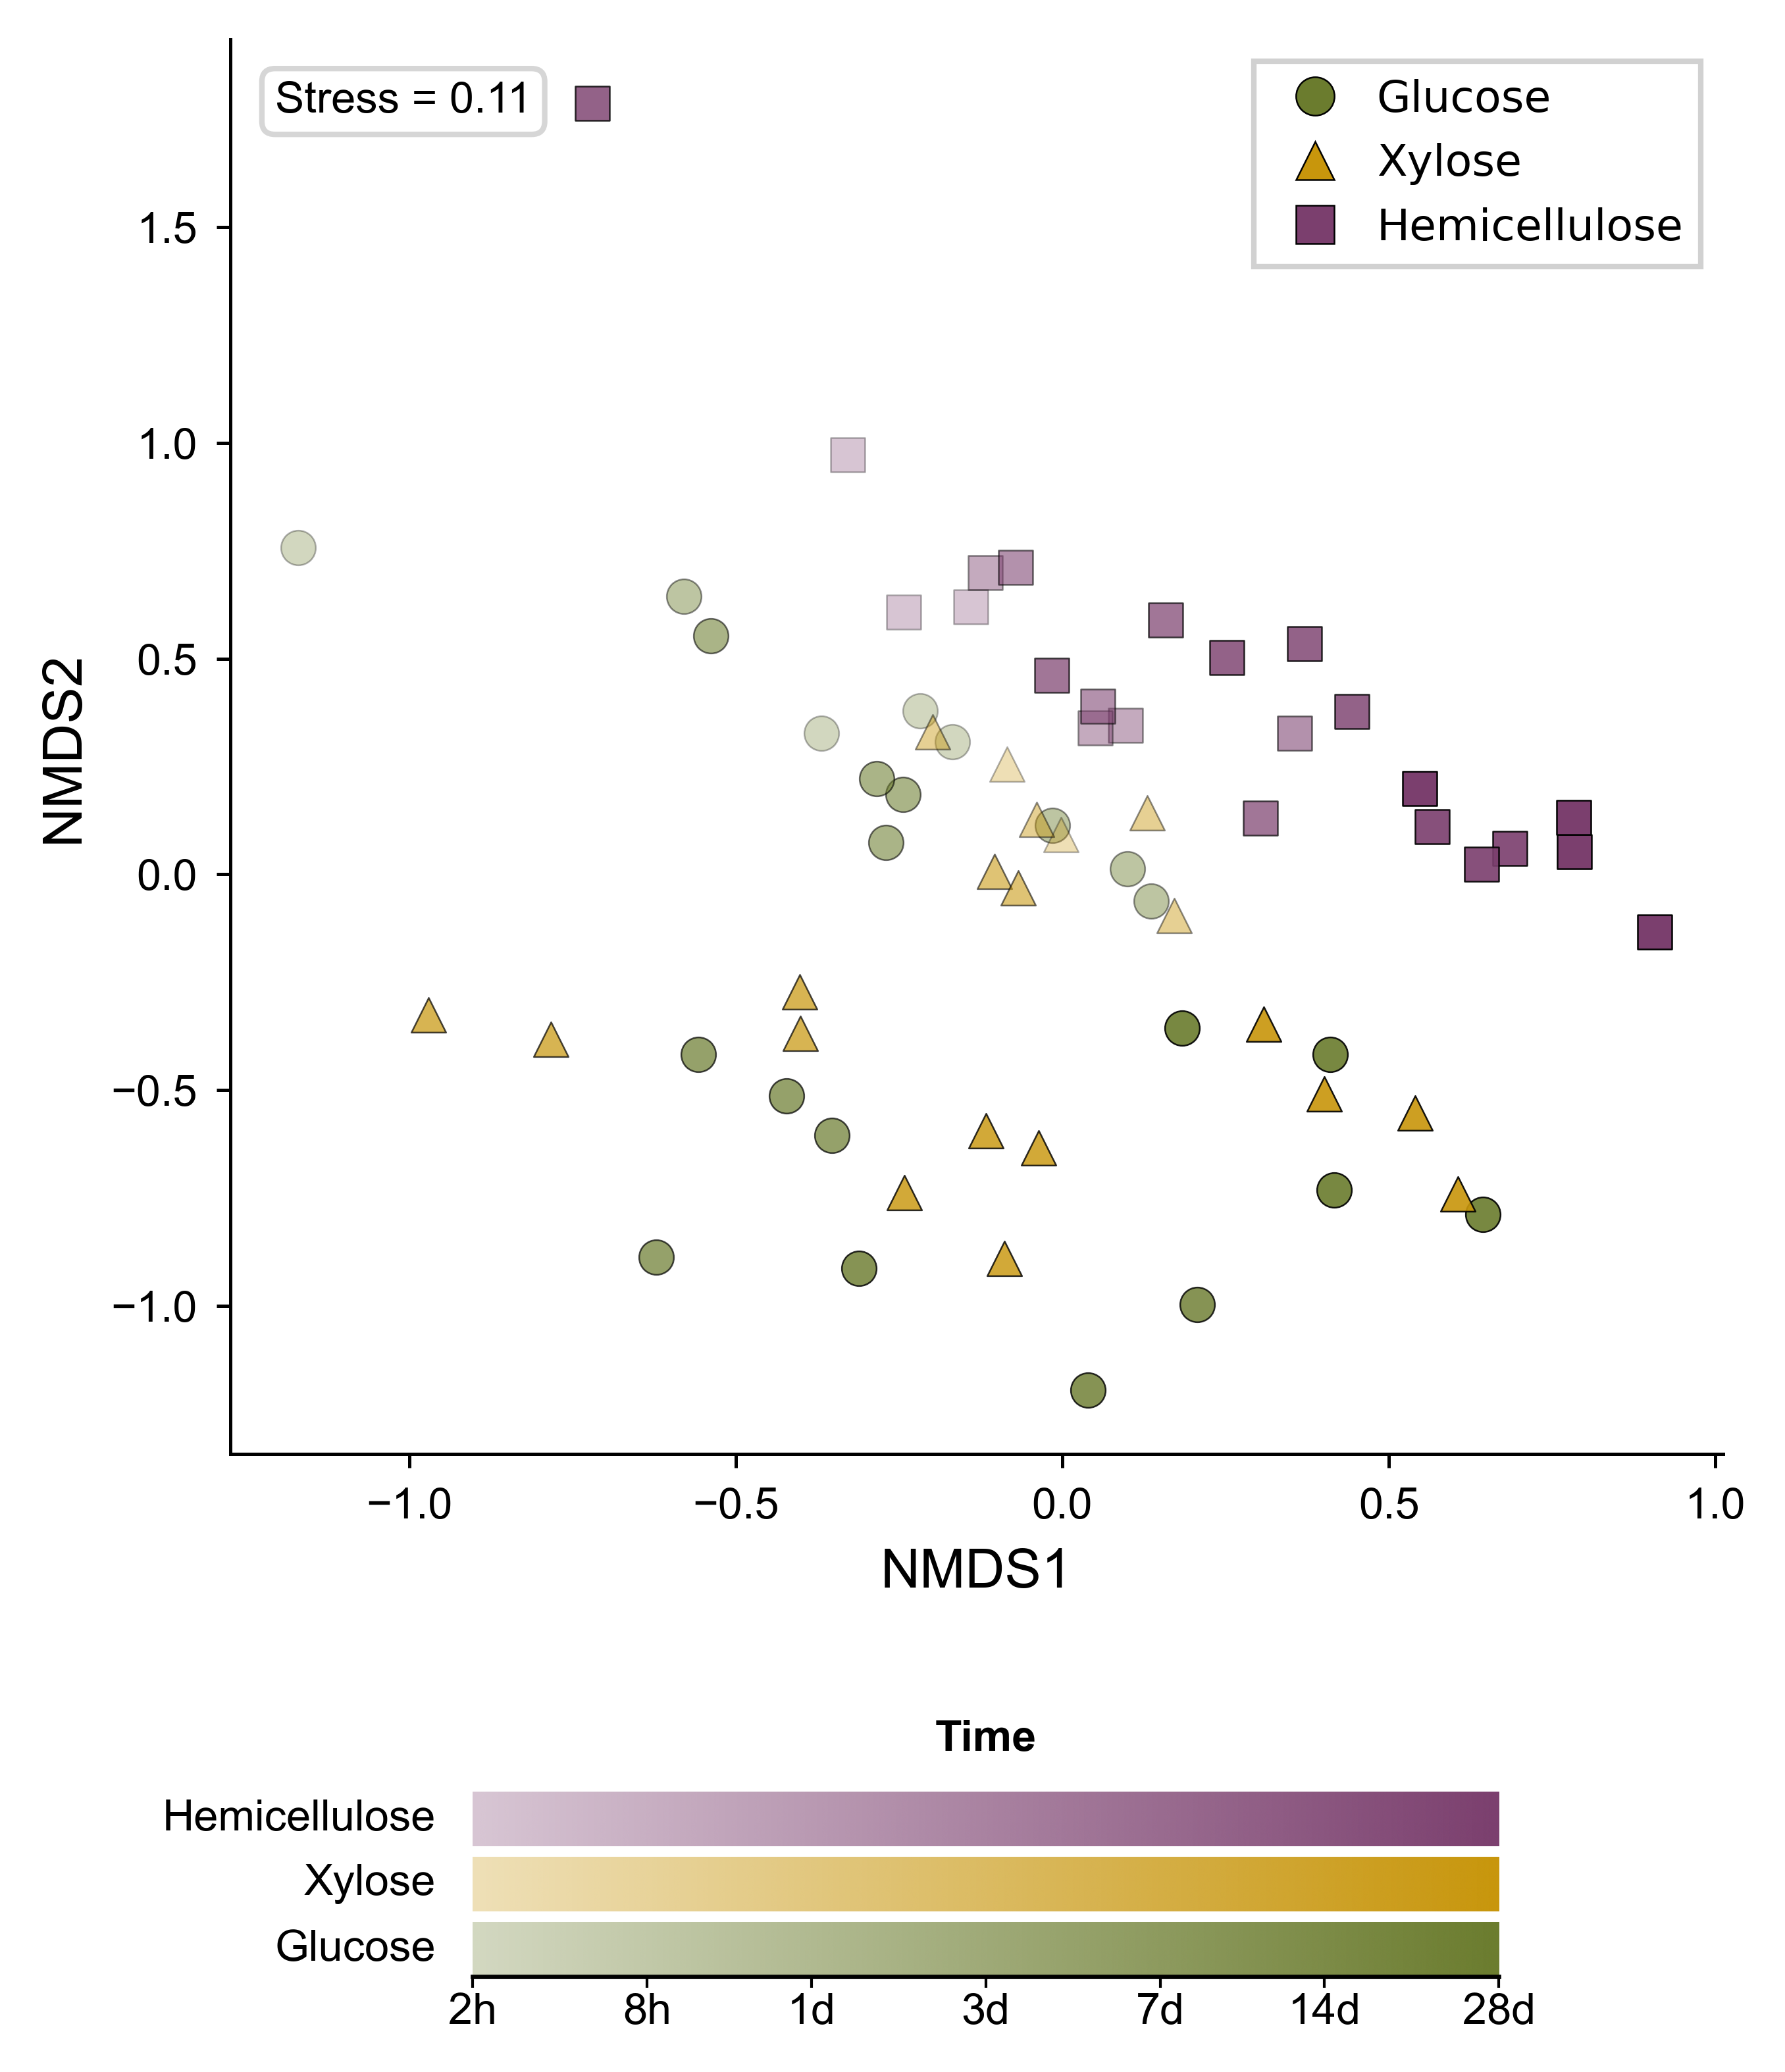 Stress = 0.11
Glucose
Xylose
Hemicellulose
1.5
1.0
0.5
0.0
−0.5
−1.0
NMDS2
−1.0 −0.5 0.0 0.5 1.0
NMDS1
Time
Hemicellulose
Xylose
Glucose
2h 8h 1d 3d 7d 14d 28d